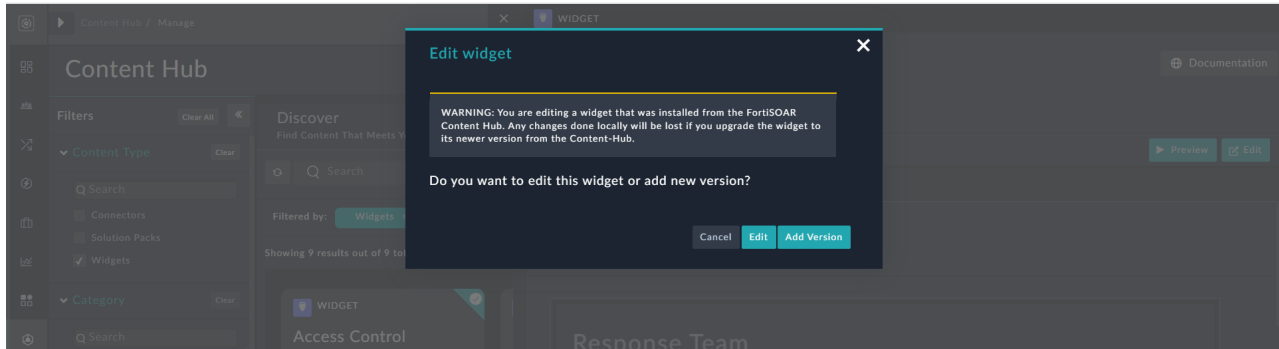 Content Hub / Manage
WIDGET
Edit widget
Content Hub
Documentation
WARNING: You are editing a widget that was installed from the FortiSOAR
Content Hub. Any changes done locally will be lost if you upgrade the widget to
its newer version from the Content-Hub.
Filters
Clear All
Discover
Find Content That Meets Y
Content Type
Clear
Preview
Edit
Search
Do you want to edit this widget or add new version?
Search
Connectors
Filtered by:
Widgets
Solution Packs
Cancel
Edit
Add Version
Showing 9 results out of 9 to
Widgets
Category
Clear
WIDGET
Search
Access Control
Response Team